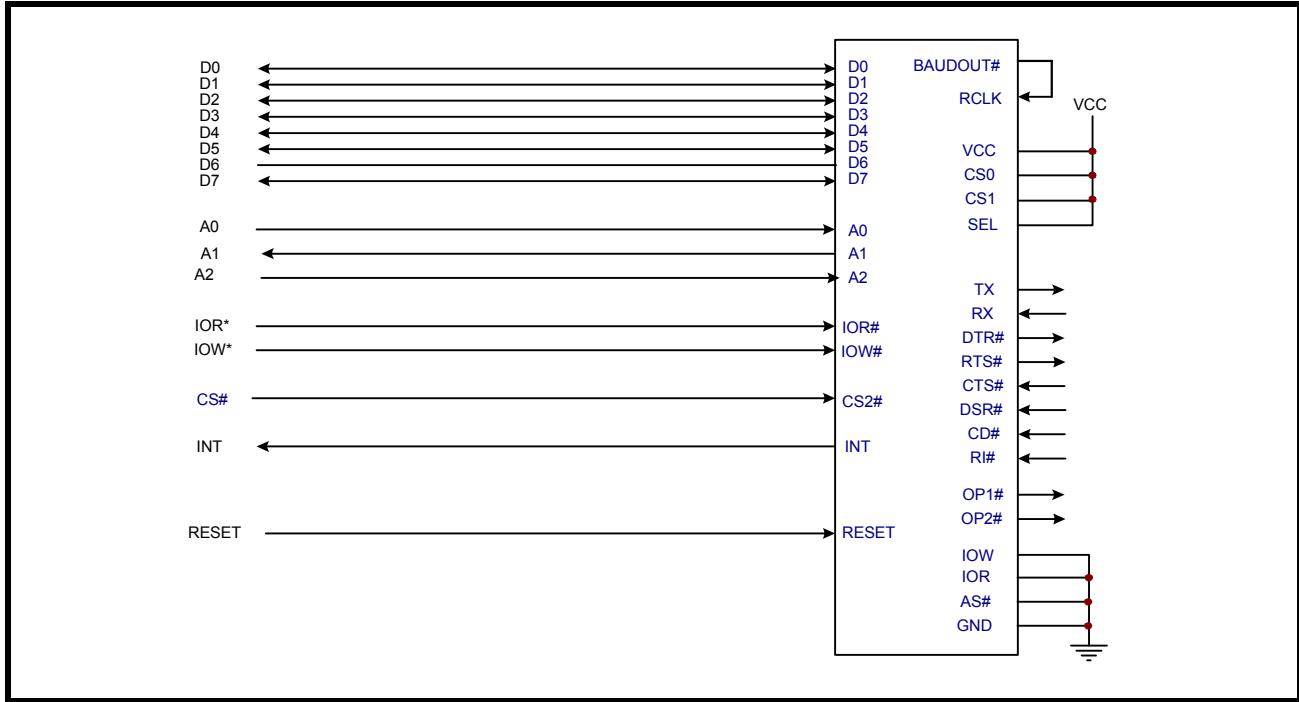 D0
D1
D2
D3
D4
D5
D6
D7
A0
A1
A2
IOR*
IOW*
CS#
INT
RESET
D0
D1
D2
D3
D4
D5
D6
D7
A0
A1
A2
IOR#
IOW#
CS2#
INT
RESET
BAUDOUT#
RCLK
VCC
CS0
CS1
SEL
TX
RX
DTR#
RTS#
CTS#
DSR#
CD#
RI#
OP1#
OP2#
IOW
IOR
AS#
GND
VCC